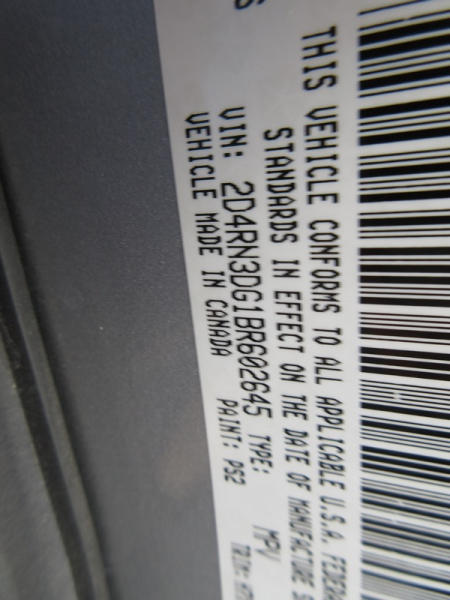 THIS VEHICLE CONFORMS TO ALL APPLICABLE U.S.A.
STANDARDS IN EFFECT ON THE DATE OF MANUFACTURE
VIN: 2D4RN3DG1BR602645 TYPE: MPV
VEHICLE MADE IN CANADA PAINT: PS2